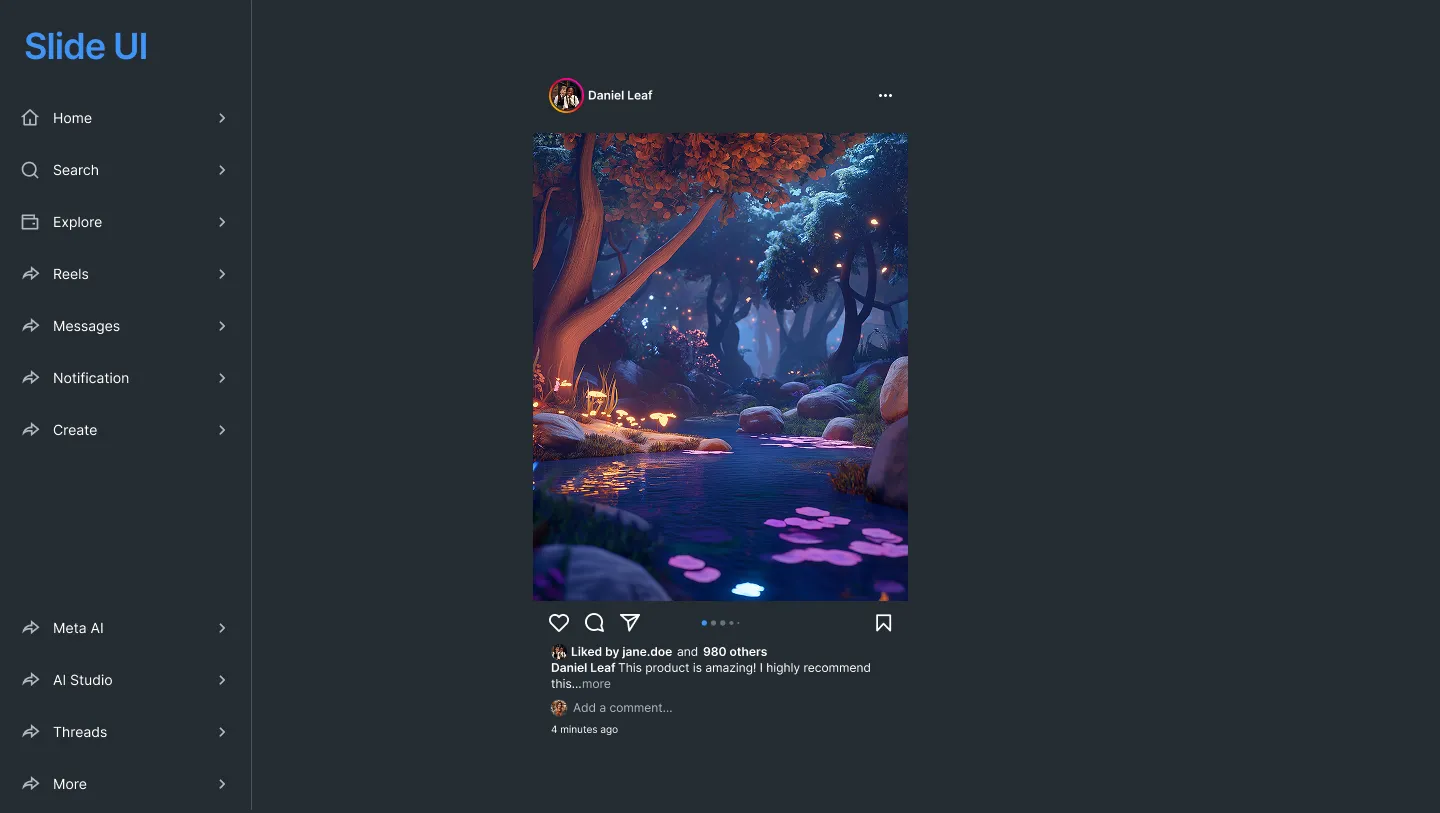 Slide UI
Home
Search
Explore
Reels
Messages
Notification
Create
Meta AI
AI Studio
Threads
More
Daniel Leaf
Liked by jane.doe and 980 others
Daniel Leaf This product is amazing! I highly recommend
this...more
Add a comment...
4 minutes ago